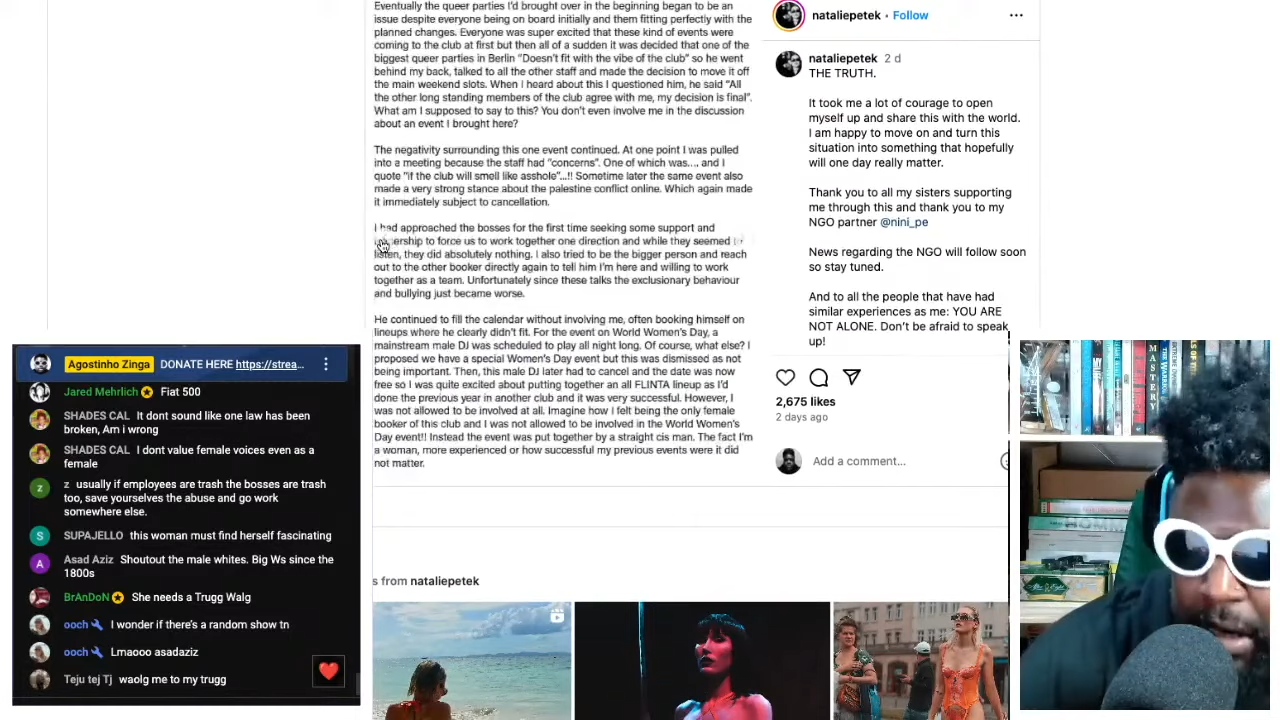 Eventually the queer parties I'd brought over in the beginning began to be an
issue despite everyone being on board initially and them fitting perfectly with the
planned changes. Everyone was super excited that these kind of events were
coming to the club at first but then all of a sudden it was decided that one of the
biggest queer parties in Berlin "Doesn't fit with the vibe of the club" so he went
behind my back, talked to all the other staff and made the decision to move it off
the main weekend slots. When I heard about this I questioned him, he said "All
the other long standing members of the club agree with me, my decision is final".
What am I supposed to say to this? You don't even involve me in the discussion
about an event I brought here?
The negativity surrounding this one event continued. At one point I was pulled
into a meeting because the staff had "concerns". One of which was.... and I
quote "if the club will smell like asshole"...!! Sometime later the same event also
made a very strong stance about the palestine conflict online. Which again made
it immediately subject to cancellation.
I had approached the bosses for the first time seeking some support and
to force us to work together one direction and while they seemed to
listen, they did absolutely nothing. I also tried to be the bigger person and reach
out to the other booker directly again to tell him I'm here and willing to work
together as a team. Unfortunately since these talks the exclusionary behaviour
and bullying just became worse.
He continued to fill the calendar without involving me, often booking himself on
lineups where he clearly didn't fit. For the event on World Women's Day, a
mainstream male DJ was scheduled to play all night long. Of course, what else? I
proposed we have a special Women's Day event but this was dismissed as not
being important. Then, this male DJ later had to cancel and the date was now
free so I was quite excited about putting together an all FLINTA lineup as I'd
done the previous year in another club and it was very successful. However, I
was not allowed to be involved at all. Imagine how I felt being the only female
booker of this club and I was not allowed to be involved in the World Women's
Day event!! Instead the event was put together by a straight cis man. The fact I'm
a woman, more experienced or how successful my previous events were it did
not matter.
nataliepetek • Follow
nataliepetek 2 d
THE TRUTH.
It took me a lot of courage to open
myself up and share this with the world.
I am happy to move on and turn this
situation into something that hopefully
will one day really matter.
Thank you to all my sisters supporting
me through this and thank you to my
NGO partner @nini_pe
News regarding the NGO will follow soon
so stay tuned.
And to all the people that have had
similar experiences as me: YOU ARE
NOT ALONE. Don't be afraid to speak
up!
2,675 likes
2 days ago
Add a comment...
s from nataliepetek
Agostinho Zinga DONATE HERE https://strea...
Jared Mehrlich Fiat 500
SHADES CAL It dont sound like one law has been
broken, Am i wrong
SHADES CAL I dont value female voices even as a
female
z usually if employees are trash the bosses are trash
too, save yourselves the abuse and go work
somewhere else.
S
SUPAJELLO this woman must find herself fascinating
A
Asad Aziz Shoutout the male whites. Big Ws since the
1800s
BrAnDoN She needs a Trugg Walg
ooch I wonder if there's a random show tn
ooch Lmaooo asadaziz
Teju tej Tj waolg me to my trugg
MASTERY
THE WARRIOR